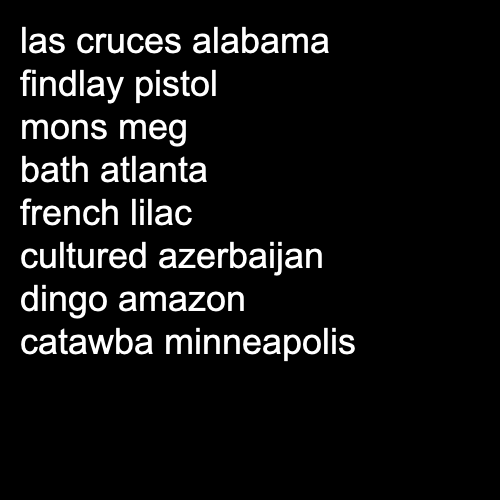 las cruces alabama
findlay pistol
mons meg
bath atlanta
french lilac
cultured azerbaijan
dingo amazon
catawba minneapolis